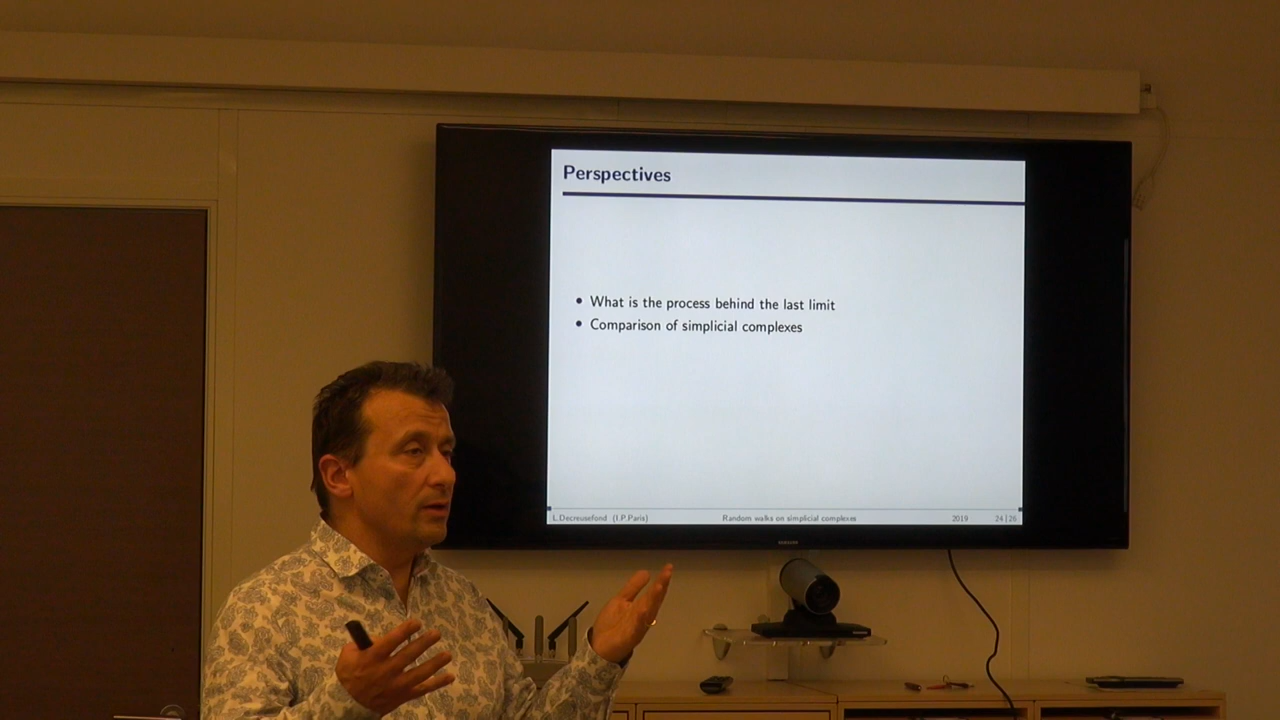 Perspectives
• What is the process behind the last limit
• Comparison of simplicial complexes
L.Decreusefond (I.P.Paris) Random walks on simplicial complexes 2019 24 | 26
SAMSUNG